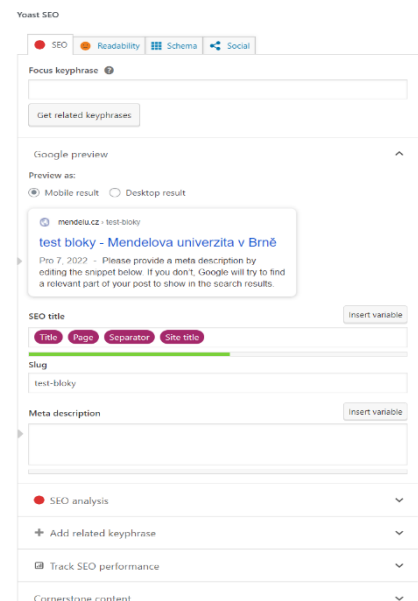 Yoast SEO
SEO Readability Schema Social
Focus keyphrase
Get related keyphrases
Google preview
Preview as:
Mobile result Desktop result
mendelu.cz › test-bloky
test bloky - Mendelova univerzita v Brně
Pro 7, 2022 - Please provide a meta description by
editing the snippet below. If you don't, Google will try to find
a relevant part of your post to show in the search results.
SEO title Insert variable
Title Page Separator Site title
Slug
test-bloky
Meta description Insert variable
SEO analysis
Add related keyphrase
Track SEO performance
Cornerstone content